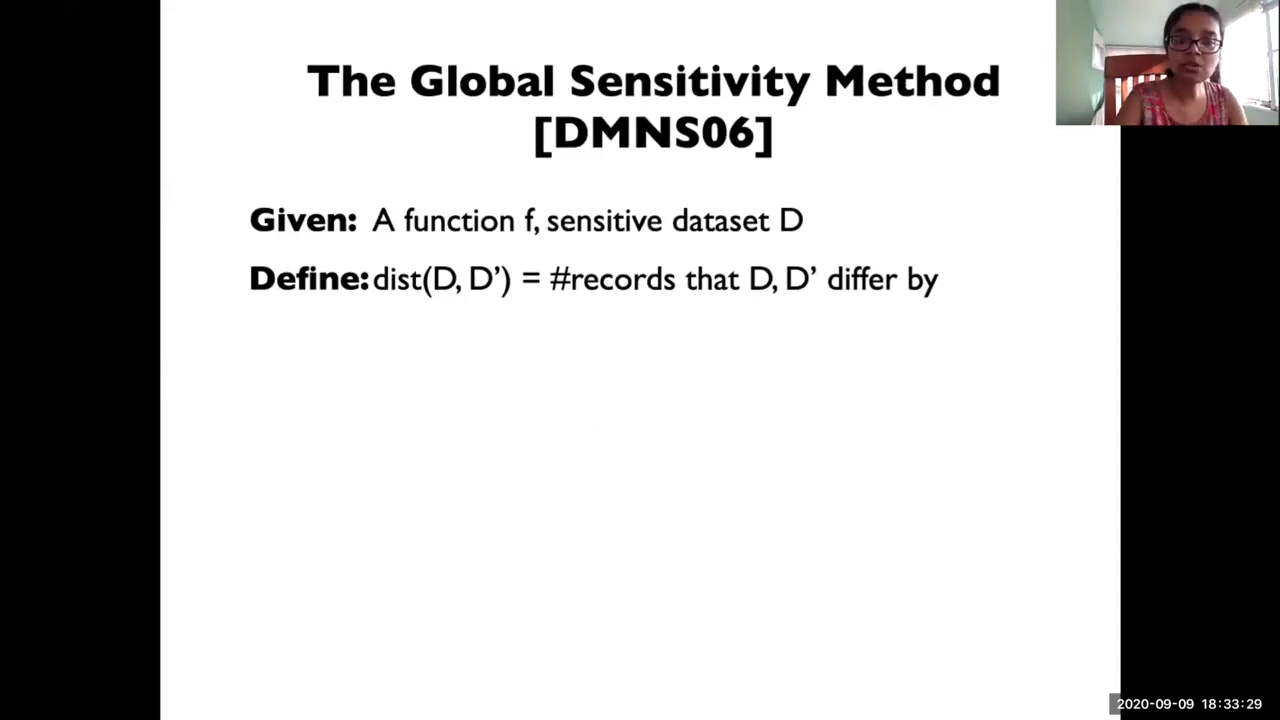 The Global Sensitivity Method
[DMNS06]
Given: A function f, sensitive dataset D
Define: dist(D, D’) = #records that D, D’ differ by
2020-09-09 18:33:29